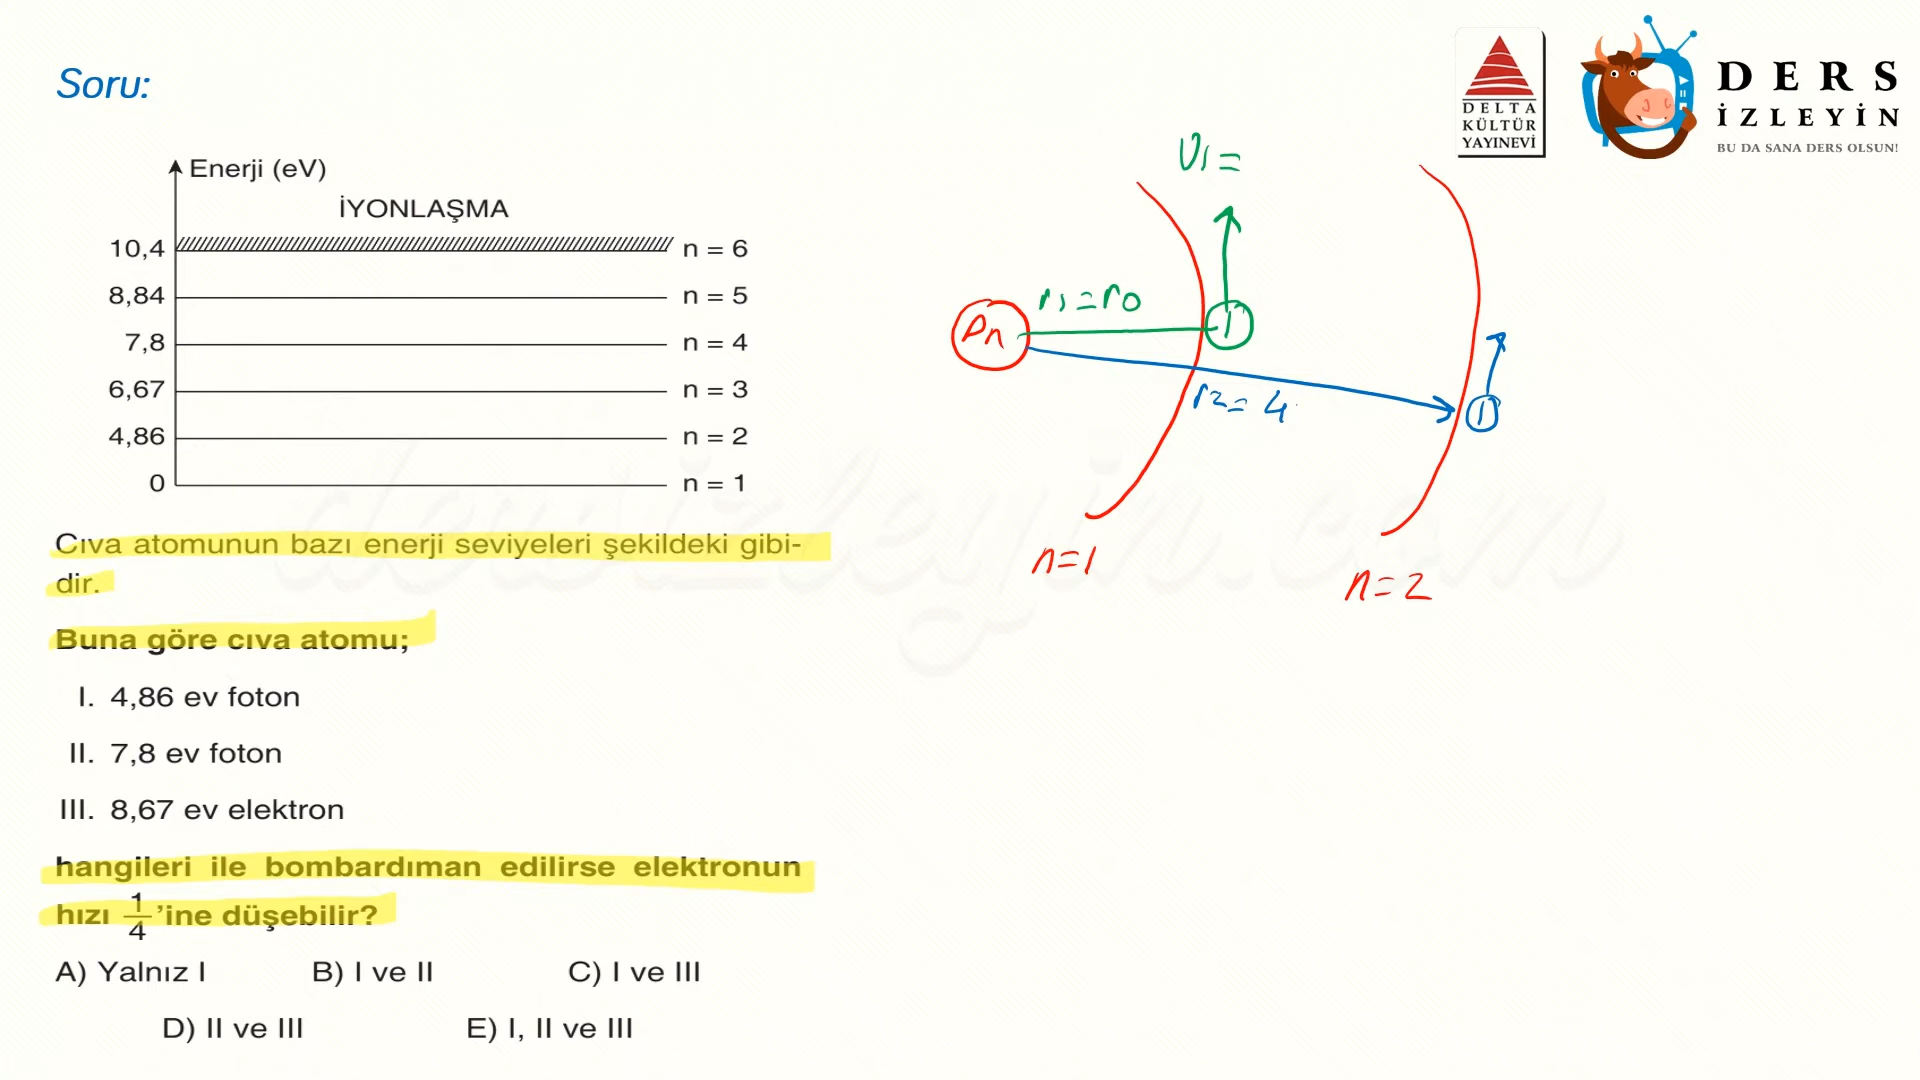 Soru:
Enerji (eV)
İYONLAŞMA
10,4 n = 6
8,84 n = 5
7,8 n = 4
6,67 n = 3
4,86 n = 2
0 n = 1
Cıva atomunun bazı enerji seviyeleri şekildeki gibi-
dir.
Buna göre cıva atomu;
I. 4,86 ev foton
II. 7,8 ev foton
III. 8,67 ev elektron
hangileri ile bombardıman edilirse elektronun
hızı 1/4 'ine düşebilir?
A) Yalnız I B) I ve II C) I ve III
D) II ve III E) I, II ve III
DELTA
KÜLTÜR
YAYINEVİ
DERS
İZLEYİN
BU DA SANA DERS OLSUN!
υ1 =
r1 = r0
Pn
r2 = 4
n=1
n=2
dersizleyin.com